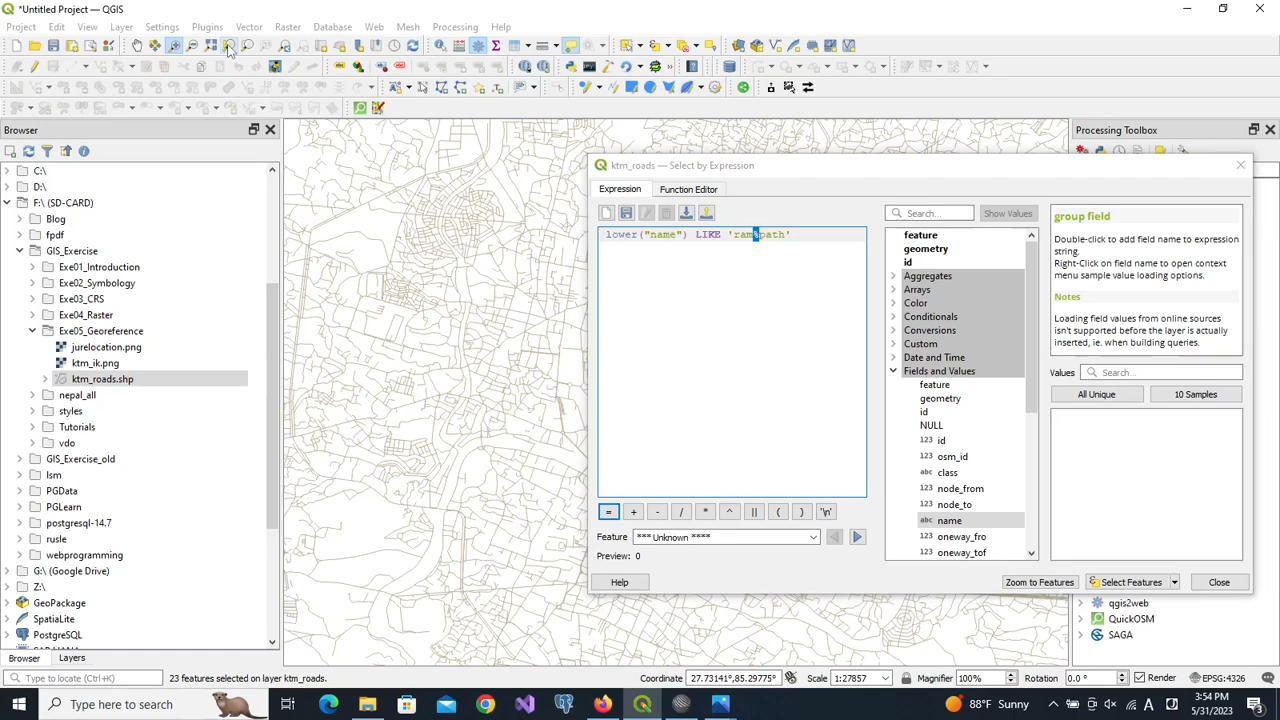 *Untitled Project — QGIS
Project Edit View Layer Settings Plugins Vector Raster Database Web Mesh Processing Help
Browser
C:\
D:\
F:\ (SD-CARD)
Blog
fpdf
GIS_Exercise
Exe01_Introduction
Exe02_Symbology
Exe03_CRS
Exe04_Raster
Exe05_Georeference
jurelocation.png
ktm_ik.png
ktm_roads.shp
nepal_all
styles
Tutorials
vdo
GIS_Exercise_old
lsm
PGData
PGLearn
postgresql-14.7
rusle
webprogramming
G:\ (Google Drive)
Z:\
GeoPackage
SpatiaLite
PostgreSQL
Browser Layers
ktm_roads — Select by Expression
Expression Function Editor
lower("name") LIKE 'ram%path'
= + - / * ^ || ( ) '\n'
Feature *** Unknown ****
Preview: 0
Help
Search... Show Values
feature
geometry
id
Aggregates
Arrays
Color
Conditionals
Conversions
Custom
Date and Time
Fields and Values
feature
geometry
id
NULL
123 id
123 osm_id
abc class
123 node_from
123 node_to
abc name
123 oneway_fro
123 oneway_tof
group field
Double-click to add field name to expression
string.
Right-Click on field name to open context
menu sample value loading options.
Notes
Loading field values from online sources
isn't supported before the layer is actually
inserted, ie. when building queries.
Values Search...
All Unique 10 Samples
Zoom to Features Select Features Close
Processing Toolbox
qgis2web
QuickOSM
SAGA
Type to locate (Ctrl+K) 23 features selected on layer ktm_roads. Coordinate 27.73141°,85.29775° Scale 1:27857 Magnifier 100% Rotation 0.0 ° Render EPSG:4326
Type here to search
88°F Sunny
3:54 PM
5/31/2023